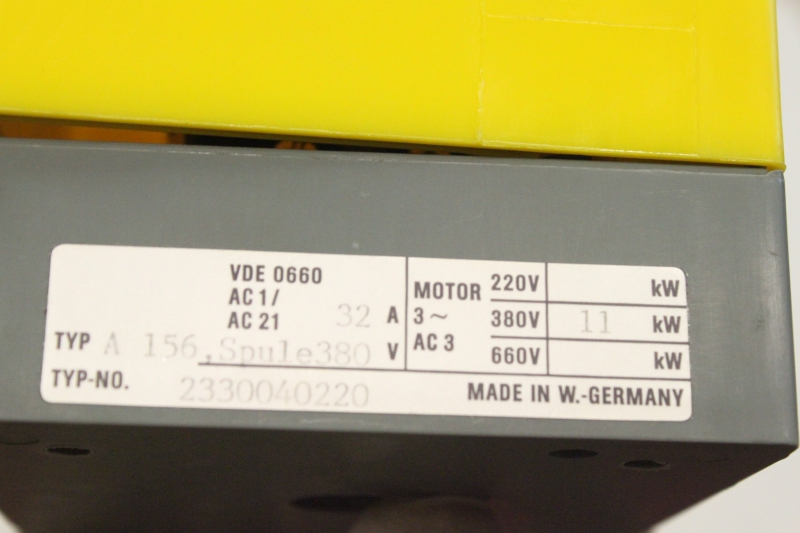 VDE 0660
AC 1/
AC 21 32 A
TYP A 156,Spule380 V
TYP-NO. 2330040220
MOTOR 220V kW
3~ 380V 11 kW
AC 3 660V kW
MADE IN W.-GERMANY